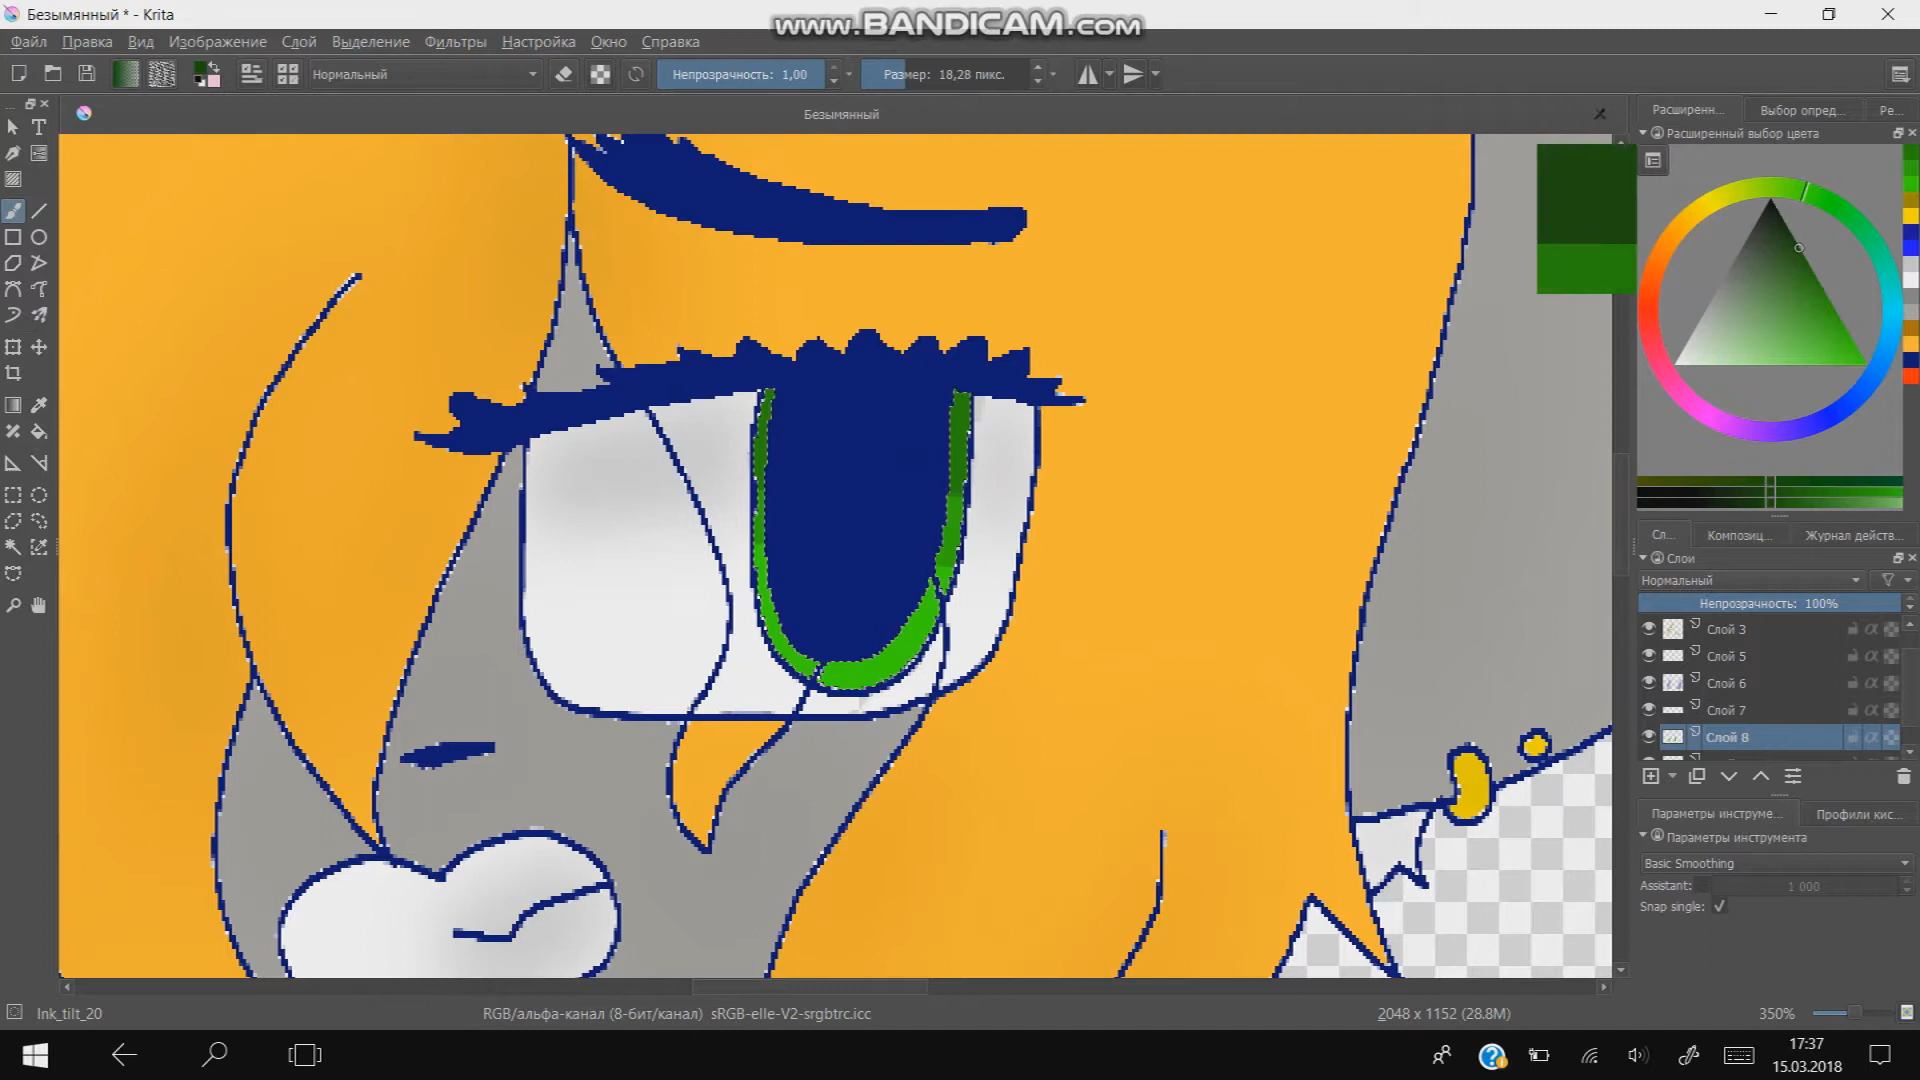 Безымянный * - Krita
www.BANDICAM.com
Файл Правка Вид Изображение Слой Выделение Фильтры Настройка Окно Справка
Нормальный Непрозрачность: 1,00 Размер: 18,28 пикс.
Безымянный
Расширенн... Выбор опред... Ре...
Расширенный выбор цвета
Сл... Композиц... Журнал действ...
Слои
Нормальный
Непрозрачность: 100%
Слой 3
Слой 5
Слой 6
Слой 7
Слой 8
Параметры инструме... Профили кис...
Параметры инструмента
Basic Smoothing
Assistant: 1 000
Snap single:
Ink_tilt_20 RGB/альфа-канал (8-бит/канал) sRGB-elle-V2-srgbtrc.icc 2048 x 1152 (28.8M) 350%
17:37
15.03.2018